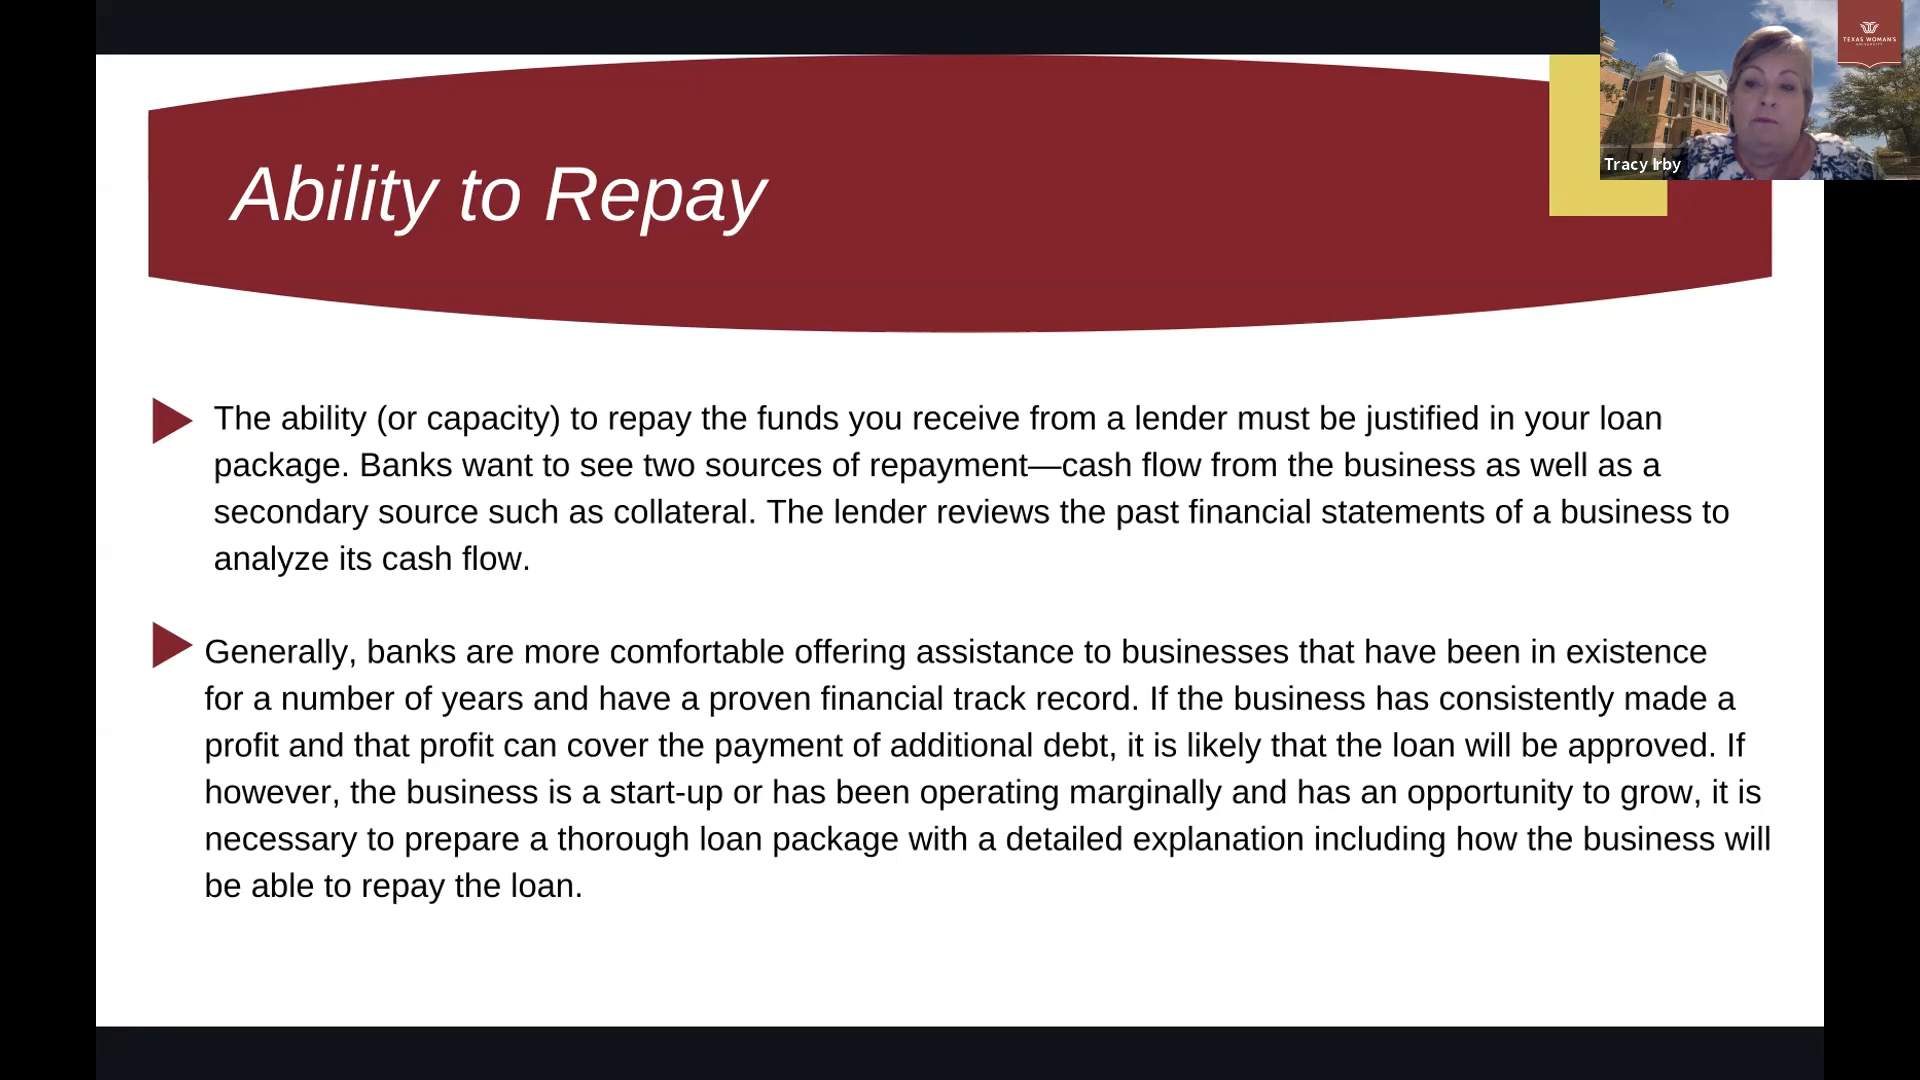 TEXAS WOMAN'S
UNIVERSITY
Tracy Irby
Ability to Repay
The ability (or capacity) to repay the funds you receive from a lender must be justified in your loan
package. Banks want to see two sources of repayment—cash flow from the business as well as a
secondary source such as collateral. The lender reviews the past financial statements of a business to
analyze its cash flow.
Generally, banks are more comfortable offering assistance to businesses that have been in existence
for a number of years and have a proven financial track record. If the business has consistently made a
profit and that profit can cover the payment of additional debt, it is likely that the loan will be approved. If
however, the business is a start-up or has been operating marginally and has an opportunity to grow, it is
necessary to prepare a thorough loan package with a detailed explanation including how the business will
be able to repay the loan.